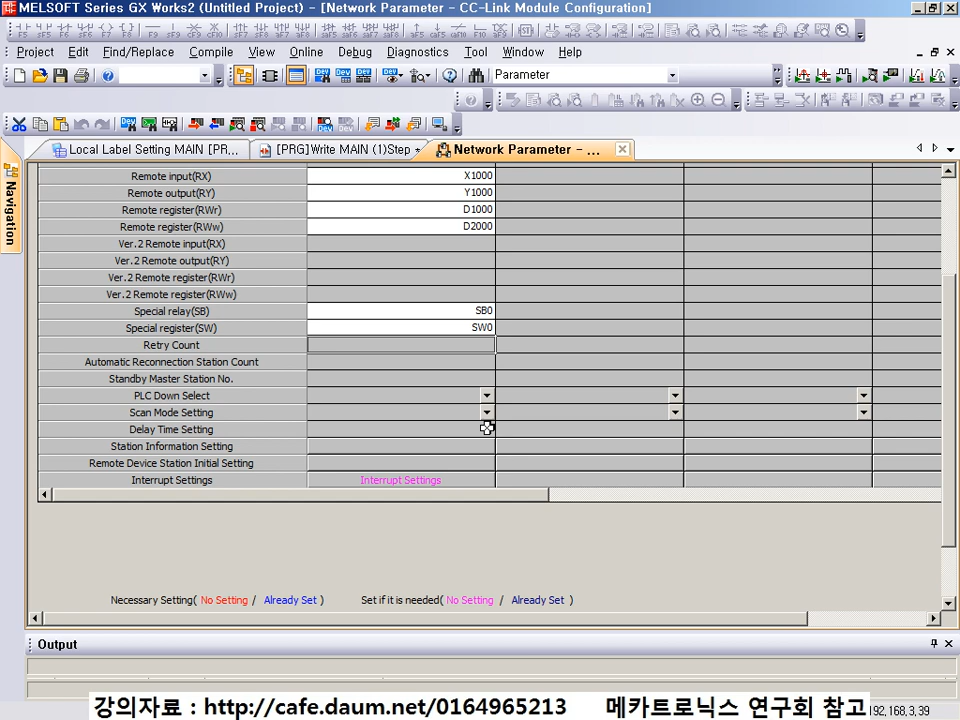 MELSOFT Series GX Works2 (Untitled Project) - [Network Parameter - CC-Link Module Configuration]
Project Edit Find/Replace Compile View Online Debug Diagnostics Tool Window Help
Parameter
Local Label Setting MAIN [PR... [PRG]Write MAIN (1)Step * Network Parameter - ...
Navigation
Remote input(RX) X1000
Remote output(RY) Y1000
Remote register(RWr) D1000
Remote register(RWw) D2000
Ver.2 Remote input(RX)
Ver.2 Remote output(RY)
Ver.2 Remote register(RWr)
Ver.2 Remote register(RWw)
Special relay(SB) SB0
Special register(SW) SW0
Retry Count
Automatic Reconnection Station Count
Standby Master Station No.
PLC Down Select
Scan Mode Setting
Delay Time Setting
Station Information Setting
Remote Device Station Initial Setting
Interrupt Settings Interrupt Settings
Necessary Setting( No Setting / Already Set ) Set if it is needed( No Setting / Already Set )
Output
강의자료 : http://cafe.daum.net/0164965213 메카트로닉스 연구회 참고
192,168,3,39